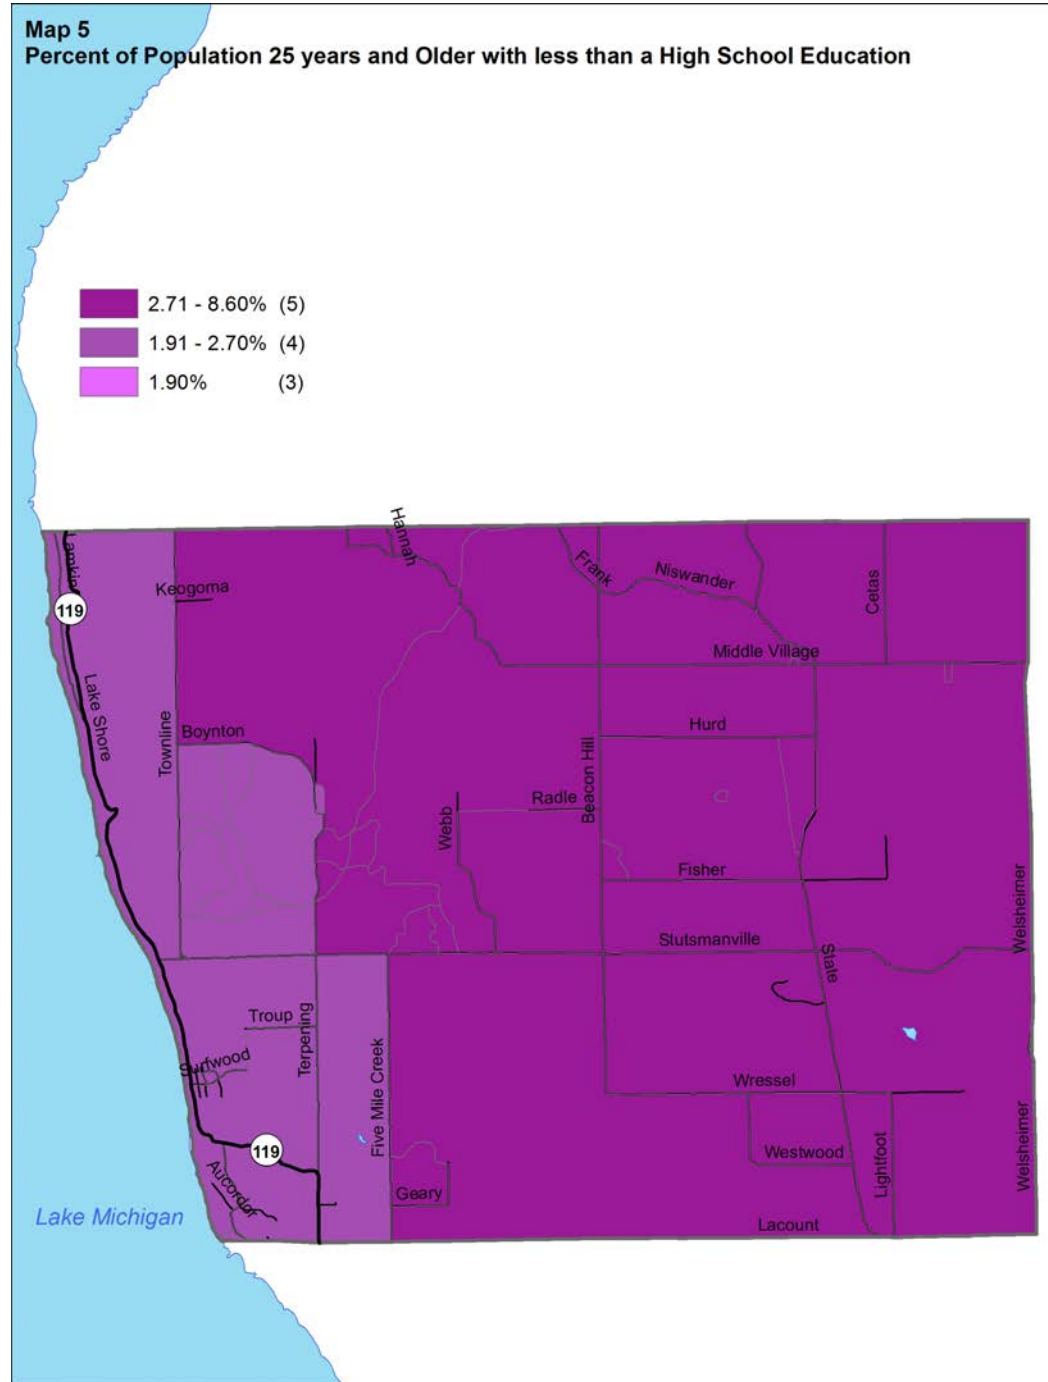 Map 5
Percent of Population 25 years and Older with less than a High School Education
2.71 - 8.60% (5)
1.91 - 2.70% (4)
1.90% (3)
Hannah
Lamkin
Keogoma
Frank
Niswander
Cetas
119
Middle Village
Lake Shore
Townline
Boynton
Hurd
Beacon Hill
Radle
Webb
Fisher
Welsheimer
Stutsmanville
State
Troup
Terpening
Five Mile Creek
Surfwood
Wressel
119
Westwood
Lightfoot
Welsheimer
Aucordor
Geary
Lake Michigan
Lacount